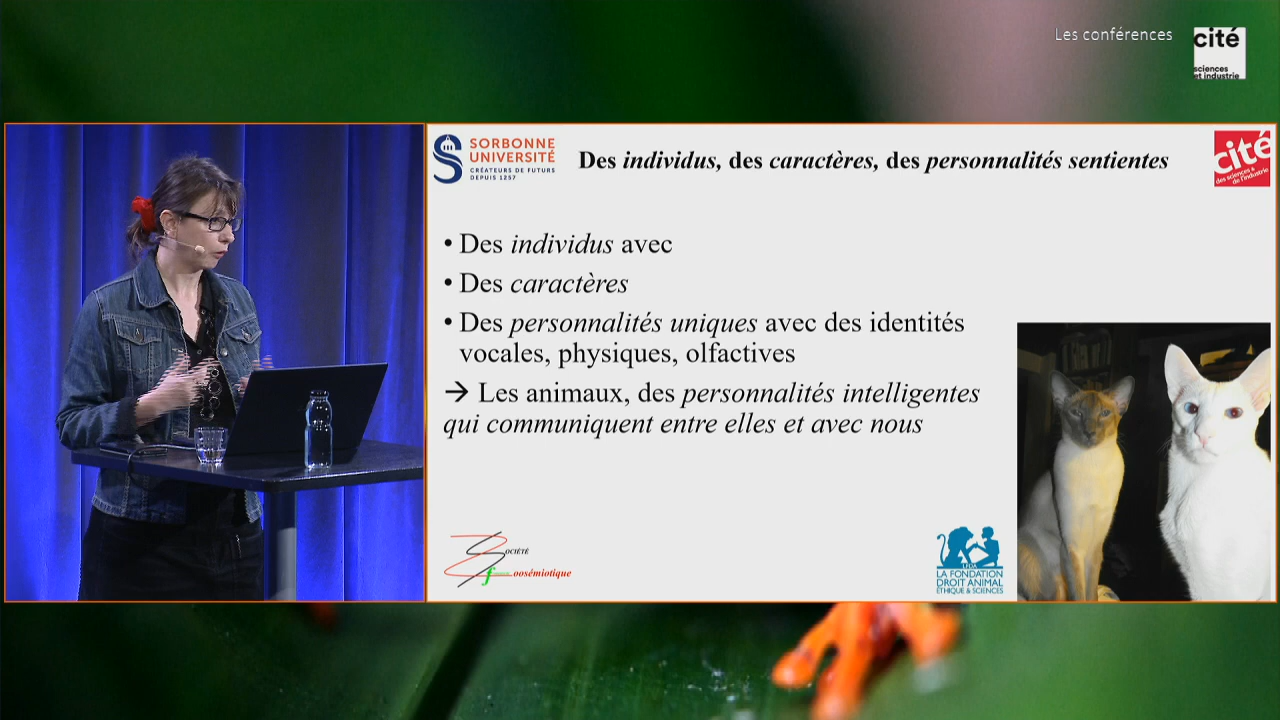 Les conférences
cité
sciences
et industrie
SORBONNE
UNIVERSITÉ
CRÉATEURS DE FUTURS
DEPUIS 1257
Des individus, des caractères, des personnalités sentientes
cité
des sciences &
de l'industrie
• Des individus avec
• Des caractères
• Des personnalités uniques avec des identités
vocales, physiques, olfactives
→ Les animaux, des personnalités intelligentes
qui communiquent entre elles et avec nous
SOCIÉTÉ
fZoosémiotique
LFDA
LA FONDATION
DROIT ANIMAL
ÉTHIQUE & SCIENCES